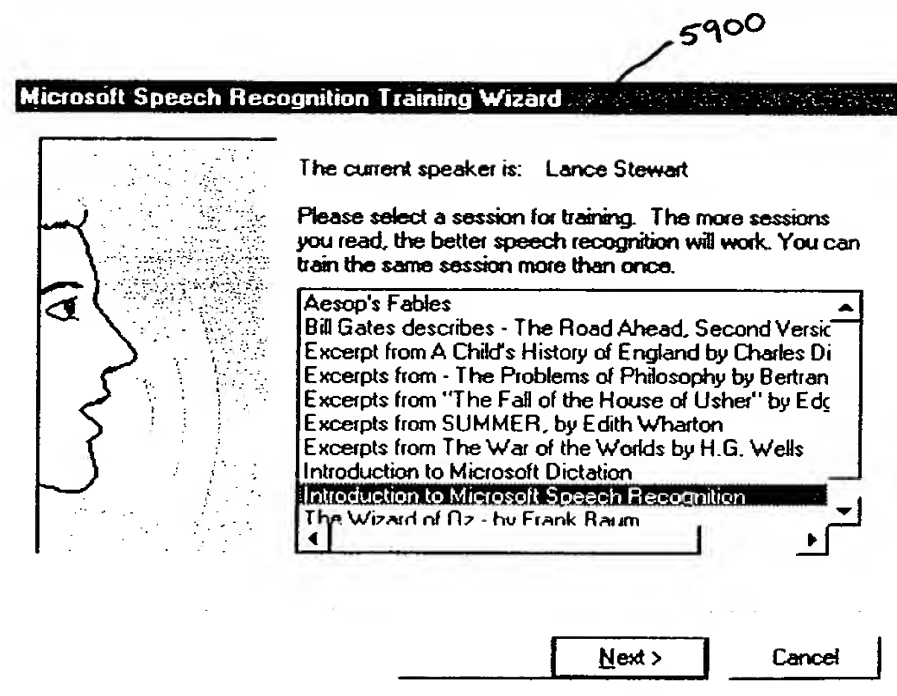 5900
Microsoft Speech Recognition Training Wizard
The current speaker is: Lance Stewart
Please select a session for training. The more sessions
you read, the better speech recognition will work. You can
train the same session more than once.
Aesop's Fables
Bill Gates describes - The Road Ahead, Second Versic
Excerpt from A Child's History of England by Charles Di
Excerpts from - The Problems of Philosophy by Bertran
Excerpts from "The Fall of the House of Usher" by Edg
Excerpts from SUMMER, by Edith Wharton
Excerpts from The War of the Worlds by H.G. Wells
Introduction to Microsoft Dictation
Introduction to Microsoft Speech Recognition
The Wizard of Oz - by Frank Baum
Next >
Cancel